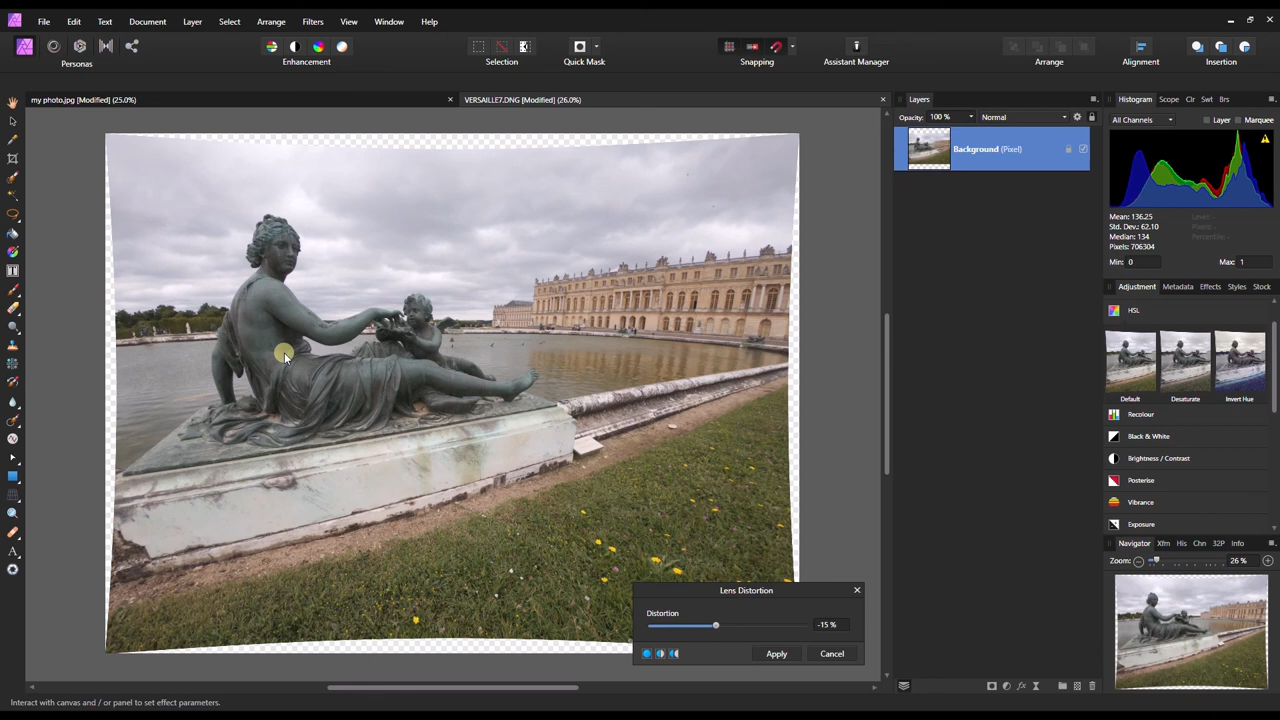 File Edit Text Document Layer Select Arrange Filters View Window Help
Personas Enhancement Selection Quick Mask Snapping Assistant Manager Arrange Alignment Insertion
my photo.jpg [Modified] (25.0%)
VERSAILLE7.DNG [Modified] (26.0%)
Layers
Opacity: 100 % Normal
Background (Pixel)
Histogram Scope Clr Swt Brs
All Channels Layer Marquee
Mean: 136.25 Level: -
Std. Dev.: 62.10 Pixels: -
Median: 134 Percentile: -
Pixels: 706304
Min: 0 Max: 1
Adjustment Metadata Effects Styles Stock
HSL
Default Desaturate Invert Hue
Recolour
Black & White
Brightness / Contrast
Posterise
Vibrance
Exposure
Navigator Xfm His Chn 32P Info
Zoom: 26 %
Lens Distortion
Distortion
-15 %
Apply Cancel
Interact with canvas and / or panel to set effect parameters.